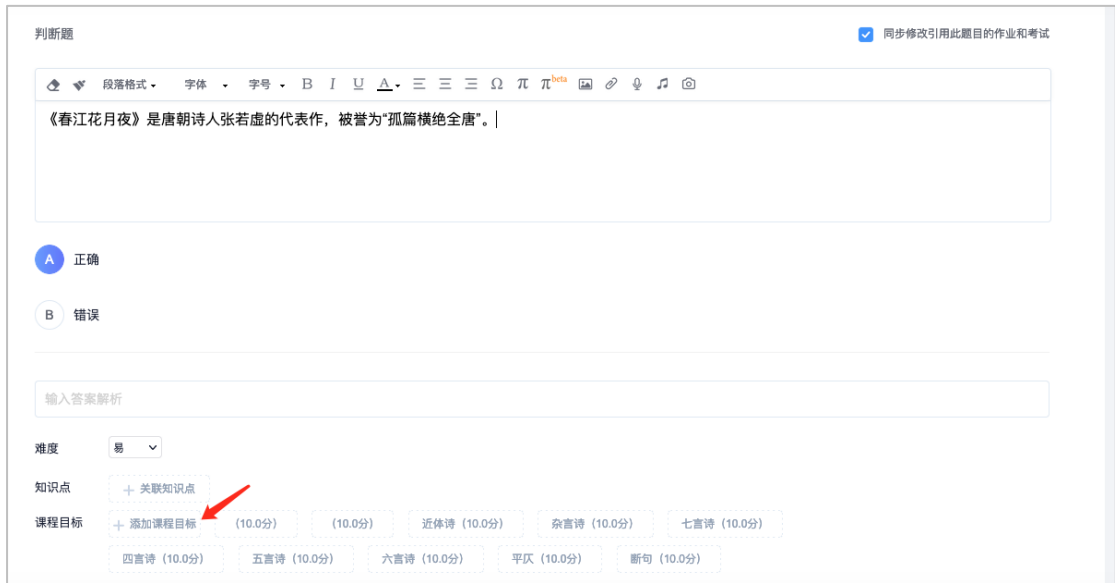 判断题 同步修改引用此题目的作业和考试
段落格式 字体 字号 B I U A Ω π πbeta
《春江花月夜》是唐朝诗人张若虚的代表作，被誉为“孤篇横绝全唐”。
A 正确
B 错误
输入答案解析
难度 易
知识点 + 关联知识点
课程目标 + 添加课程目标 (10.0分) (10.0分) 近体诗 (10.0分) 杂言诗 (10.0分) 七言诗 (10.0分)
四言诗 (10.0分) 五言诗 (10.0分) 六言诗 (10.0分) 平仄 (10.0分) 断句 (10.0分)